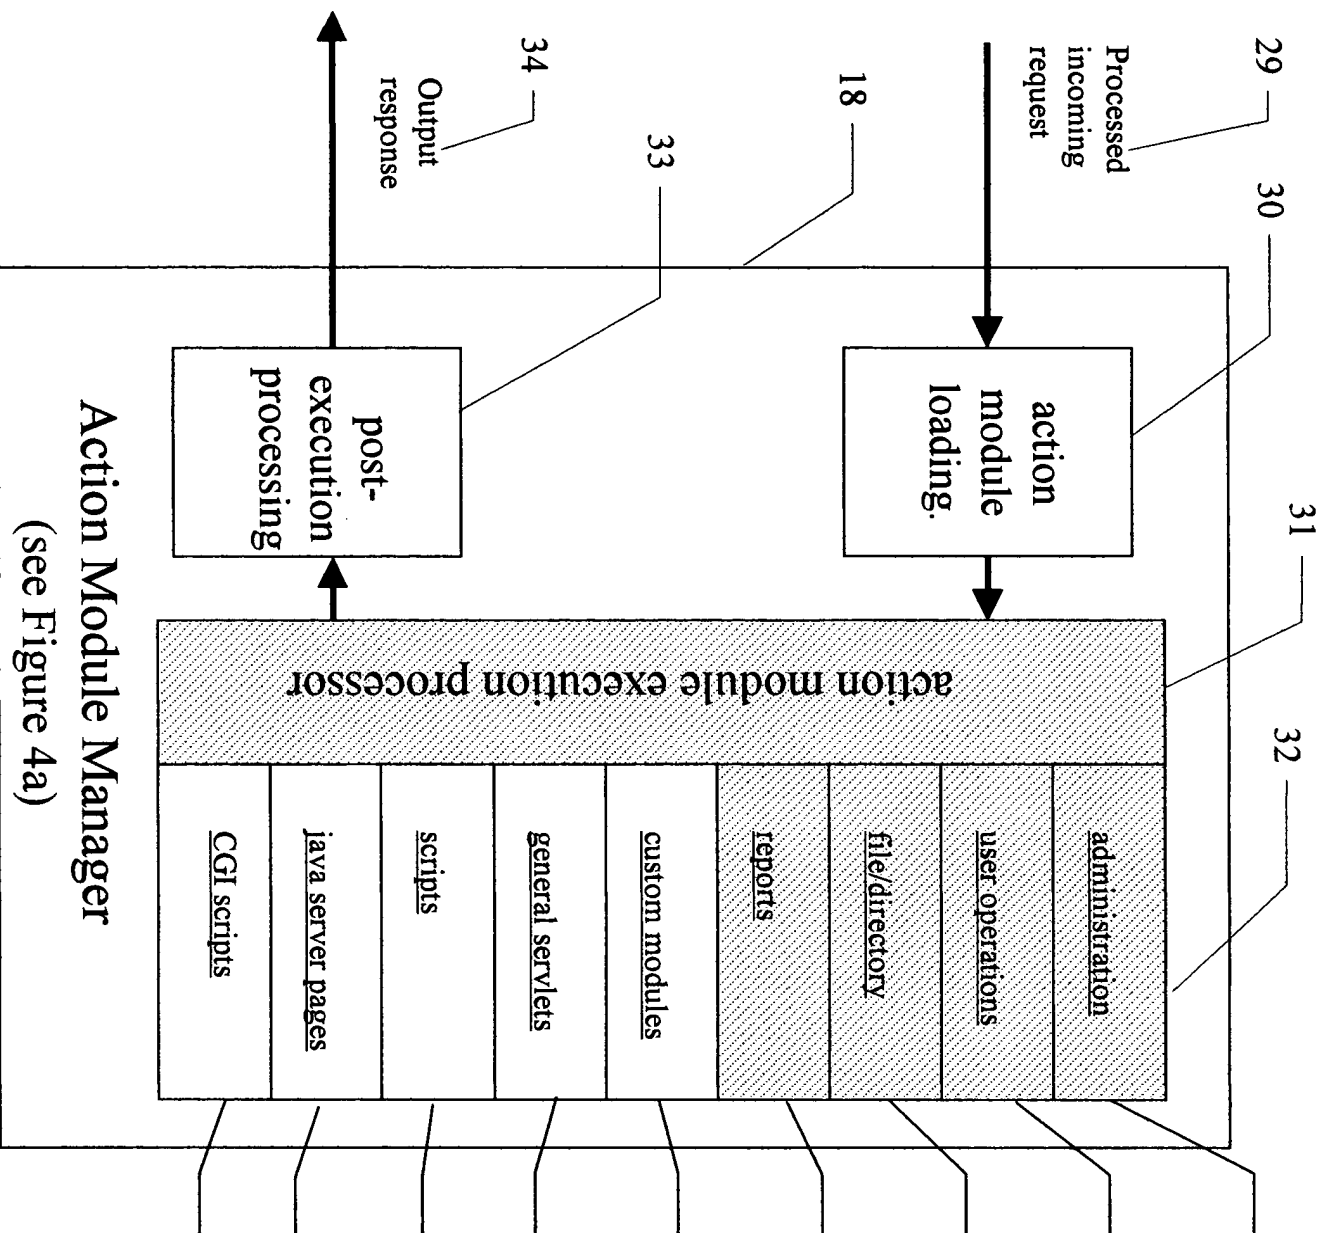 29
Processed
incoming
request
30
18
34
Output
response
33
31
32
action
module
loading.
post-
execution
processing
action module execution processor
administration
user operations
file/directory
reports
custom modules
general servlets
scripts
java server pages
CGI scripts
Action Module Manager
(see Figure 4a)